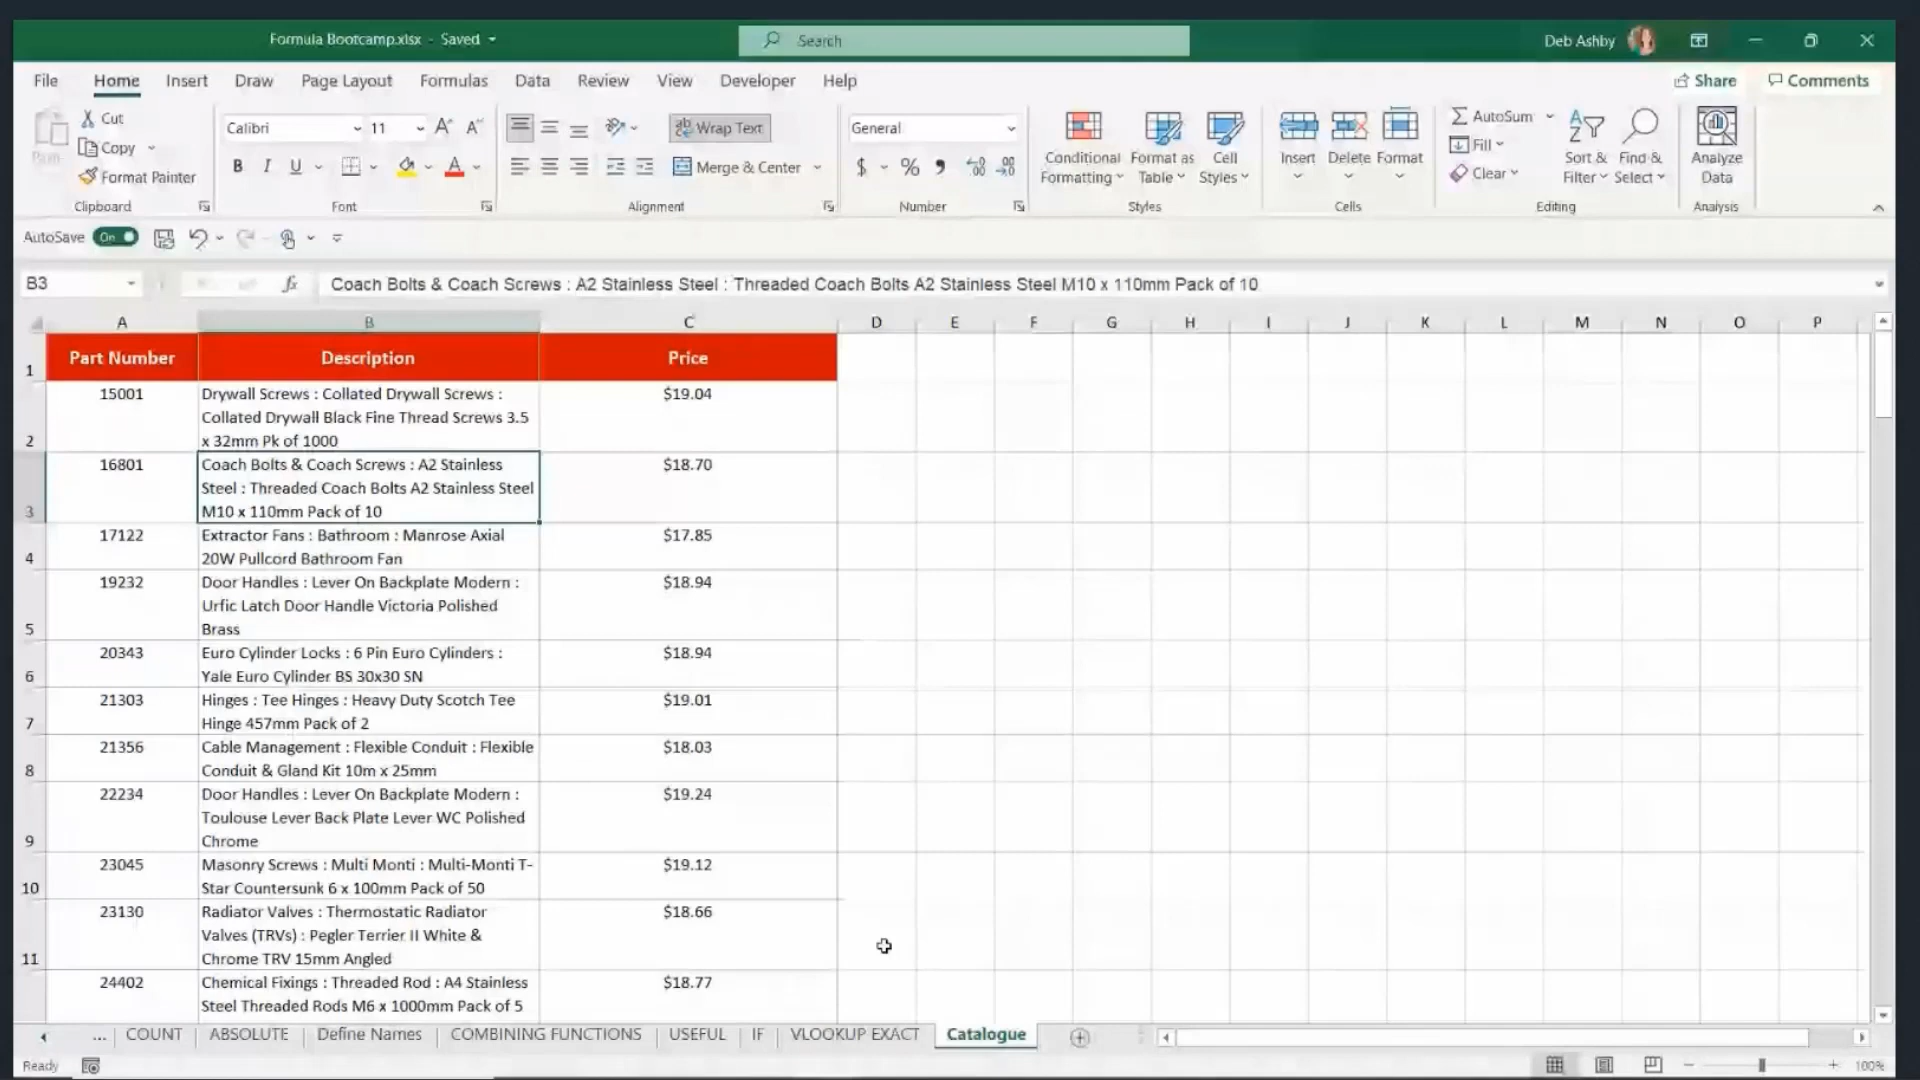 Formula Bootcamp.xlsx - Saved
Search
Deb Ashby
File Home Insert Draw Page Layout Formulas Data Review View Developer Help
Share Comments
Cut
Copy
Format Painter
Clipboard
Calibri 11
B I U
Font
Wrap Text
Merge & Center
Alignment
General
$ % 9
Number
Conditional Formatting
Format as Table
Cell Styles
Styles
Insert Delete Format
Cells
AutoSum
Fill
Clear
Sort & Filter
Find & Select
Editing
Analyze Data
Analysis
AutoSave On
B3 fx Coach Bolts & Coach Screws : A2 Stainless Steel : Threaded Coach Bolts A2 Stainless Steel M10 x 110mm Pack of 10
A B C D E F G H I J K L M N O P
1 Part Number Description Price
15001 Drywall Screws : Collated Drywall Screws : $19.04
Collated Drywall Black Fine Thread Screws 3.5
2 x 32mm Pk of 1000
16801 Coach Bolts & Coach Screws : A2 Stainless $18.70
Steel : Threaded Coach Bolts A2 Stainless Steel
3 M10 x 110mm Pack of 10
17122 Extractor Fans : Bathroom : Manrose Axial $17.85
4 20W Pullcord Bathroom Fan
19232 Door Handles : Lever On Backplate Modern : $18.94
Urfic Latch Door Handle Victoria Polished
5 Brass
20343 Euro Cylinder Locks : 6 Pin Euro Cylinders : $18.94
6 Yale Euro Cylinder BS 30x30 SN
21303 Hinges : Tee Hinges : Heavy Duty Scotch Tee $19.01
7 Hinge 457mm Pack of 2
21356 Cable Management : Flexible Conduit : Flexible $18.03
8 Conduit & Gland Kit 10m x 25mm
22234 Door Handles : Lever On Backplate Modern : $19.24
Toulouse Lever Back Plate Lever WC Polished
9 Chrome
23045 Masonry Screws : Multi Monti : Multi-Monti T- $19.12
10 Star Countersunk 6 x 100mm Pack of 50
23130 Radiator Valves : Thermostatic Radiator $18.66
Valves (TRVs) : Pegler Terrier II White &
11 Chrome TRV 15mm Angled
24402 Chemical Fixings : Threaded Rod : A4 Stainless $18.77
Steel Threaded Rods M6 x 1000mm Pack of 5
... COUNT ABSOLUTE Define Names COMBINING FUNCTIONS USEFUL IF VLOOKUP EXACT Catalogue
Ready 100%